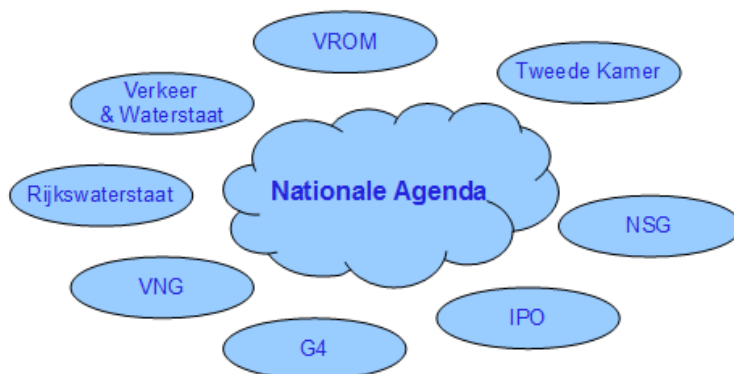 VROM
Tweede Kamer
Verkeer
& Waterstaat
Nationale Agenda
Rijkswaterstaat
NSG
VNG
IPO
G4